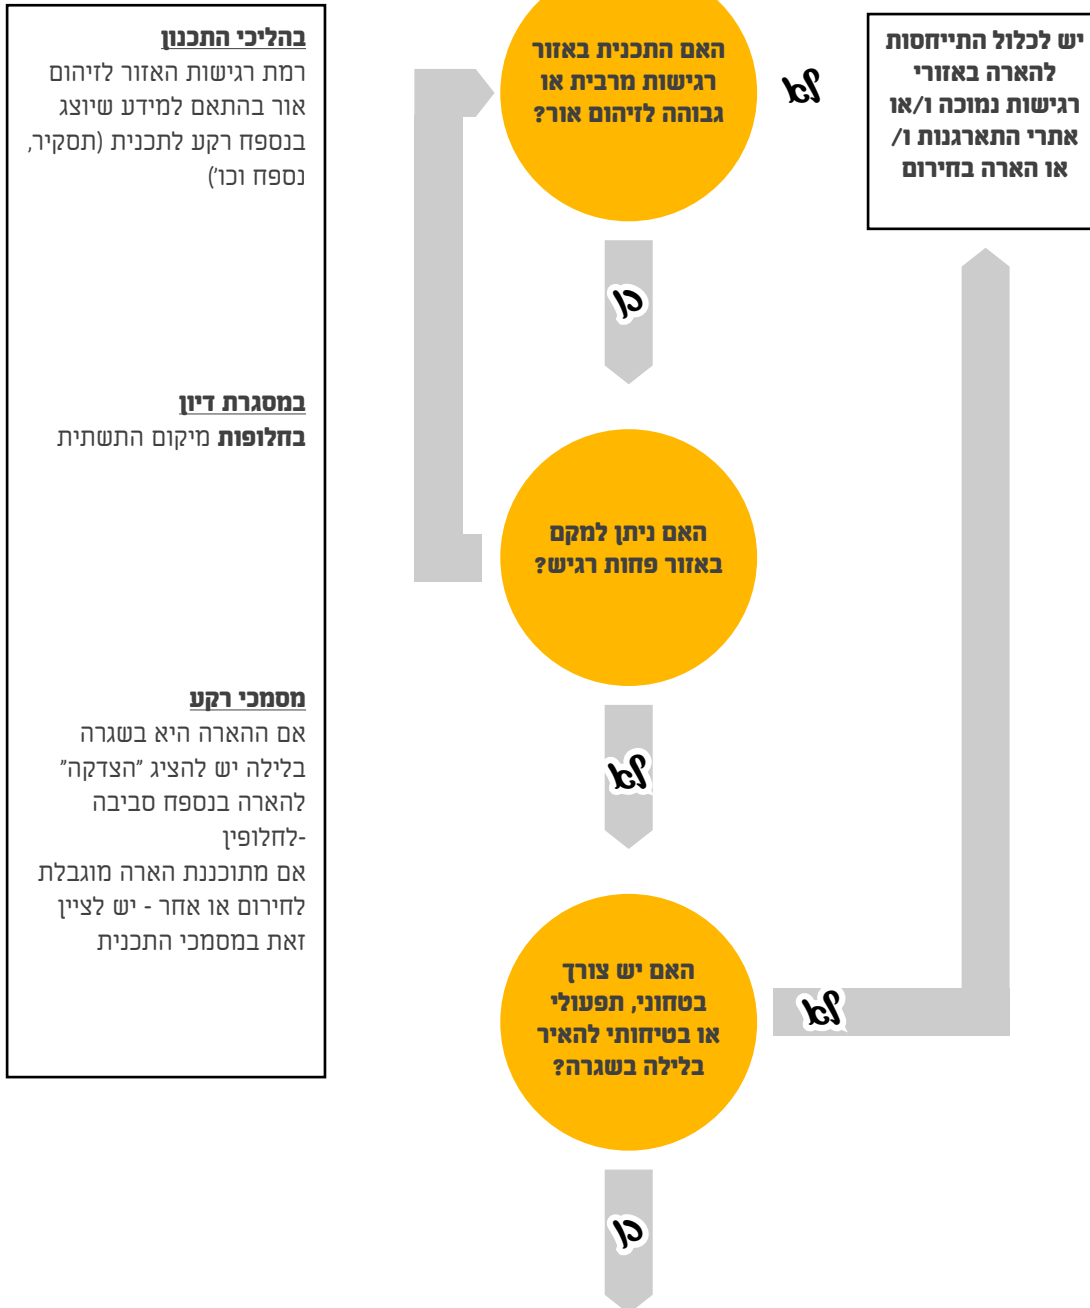 יש לכלול התייחסות
להארה באזורי
רגישות נמוכה ו/או
אתרי התארגנות ו/
או הארה בחירום
לא
האם התכנית באזור
רגישות מרבית או
גבוהה לזיהום אור?
כן
האם ניתן למקם
באזור פחות רגיש?
לא
האם יש צורך
בטחוני, תפעולי
או בטיחותי להאיר
בלילה בשגרה?
לא
כן
בהליכי התכנון
רמת רגישות האזור לזיהום
אור בהתאם למידע שיוצג
בנספח רקע לתכנית (תסקיר,
נספח וכו')
במסגרת דיון
בחלופות מיקום התשתית
מסמכי רקע
אם ההארה היא בשגרה
בלילה יש להציג "הצדקה"
להארה בנספח סביבה
-לחלופין
אם מתוכננת הארה מוגבלת
לחירום או אחר - יש לציין
זאת במסמכי התכנית